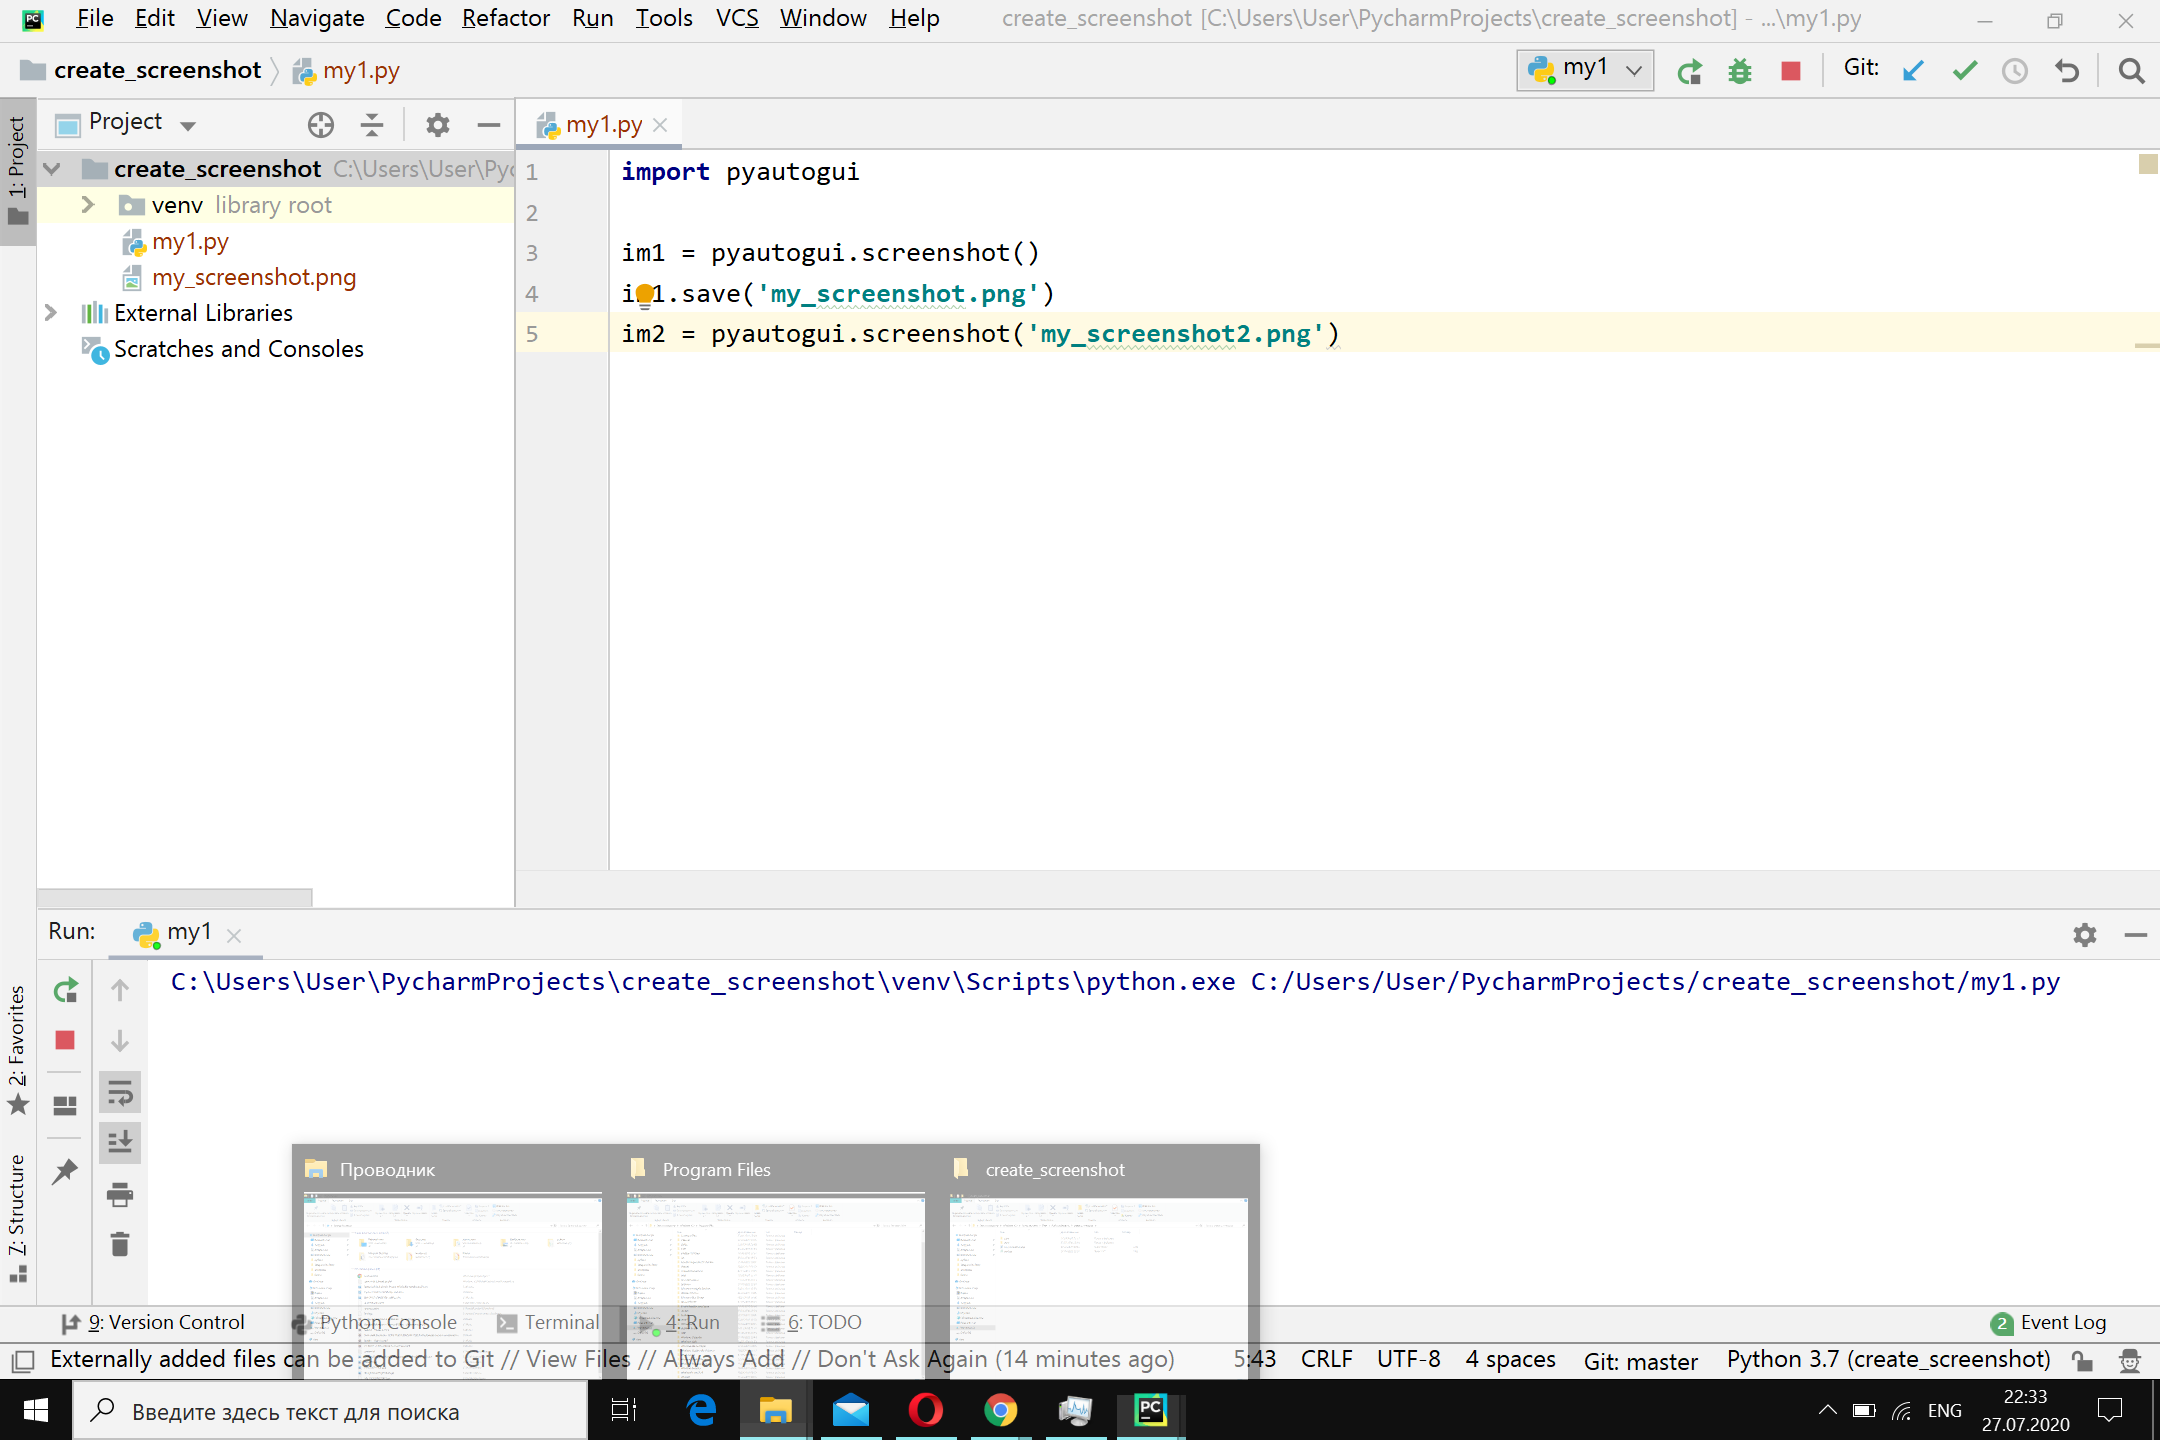 File Edit View Navigate Code Refactor Run Tools VCS Window Help create_screenshot [C:\Users\User\PycharmProjects\create_screenshot] - ...\my1.py
create_screenshot my1.py my1 Git:
1: Project
Project
create_screenshot C:\Users\User\Pyc
venv library root
my1.py
my_screenshot.png
External Libraries
Scratches and Consoles
my1.py
1 import pyautogui
2
3 im1 = pyautogui.screenshot()
4 im1.save('my_screenshot.png')
5 im2 = pyautogui.screenshot('my_screenshot2.png')
Run: my1
C:\Users\User\PycharmProjects\create_screenshot\venv\Scripts\python.exe C:/Users/User/PycharmProjects/create_screenshot/my1.py
2: Favorites
7: Structure
Проводник Program Files create_screenshot
9: Version Control Python Console Terminal 4: Run 6: TODO 2 Event Log
Externally added files can be added to Git // View Files // Always Add // Don't Ask Again (14 minutes ago) 5:43 CRLF UTF-8 4 spaces Git: master Python 3.7 (create_screenshot)
Введите здесь текст для поиска
PC
ENG
22:33
27.07.2020